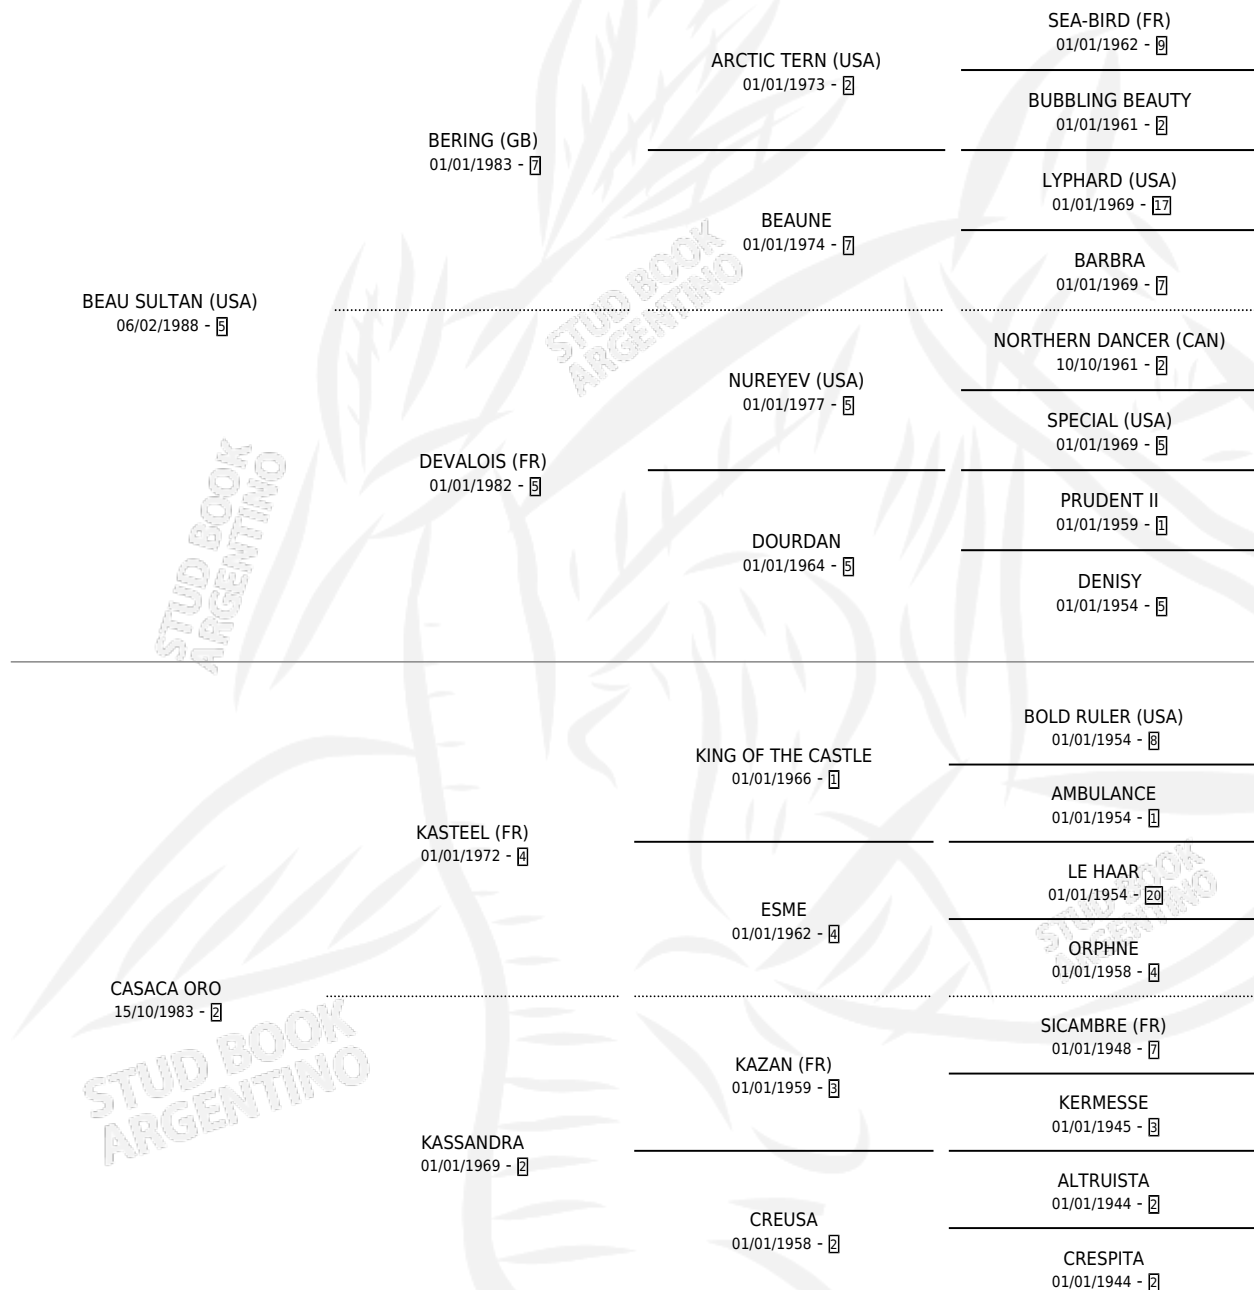 SEA-BIRD (FR)
01/01/1962 - 9
ARCTIC TERN (USA)
01/01/1973 - 2
BUBBLING BEAUTY
01/01/1961 - 2
BERING (GB)
01/01/1983 - 7
LYPHARD (USA)
01/01/1969 - 17
BEAUNE
01/01/1974 - 7
BARBRA
01/01/1969 - 7
BEAU SULTAN (USA)
06/02/1988 - 5
NORTHERN DANCER (CAN)
10/10/1961 - 2
NUREYEV (USA)
01/01/1977 - 5
SPECIAL (USA)
01/01/1969 - 5
DEVALOIS (FR)
01/01/1982 - 5
PRUDENT II
01/01/1959 - 1
DOURDAN
01/01/1964 - 5
DENISY
01/01/1954 - 5
BOLD RULER (USA)
01/01/1954 - 8
KING OF THE CASTLE
01/01/1966 - 1
AMBULANCE
01/01/1954 - 1
KASTEEL (FR)
01/01/1972 - 4
LE HAAR
01/01/1954 - 20
ESME
01/01/1962 - 4
ORPHNE
01/01/1958 - 4
CASACA ORO
15/10/1983 - 2
SICAMBRE (FR)
01/01/1948 - 7
KAZAN (FR)
01/01/1959 - 3
KERMESSE
01/01/1945 - 3
KASSANDRA
01/01/1969 - 2
ALTRUISTA
01/01/1944 - 2
CREUSA
01/01/1958 - 2
CRESPITA
01/01/1944 - 2
STUD BOOK
ARGENTINO
STUD BOOK
ARGENTINO
STUD BOOK
ARGENTINO
STUD BOOK
ARGENTINO